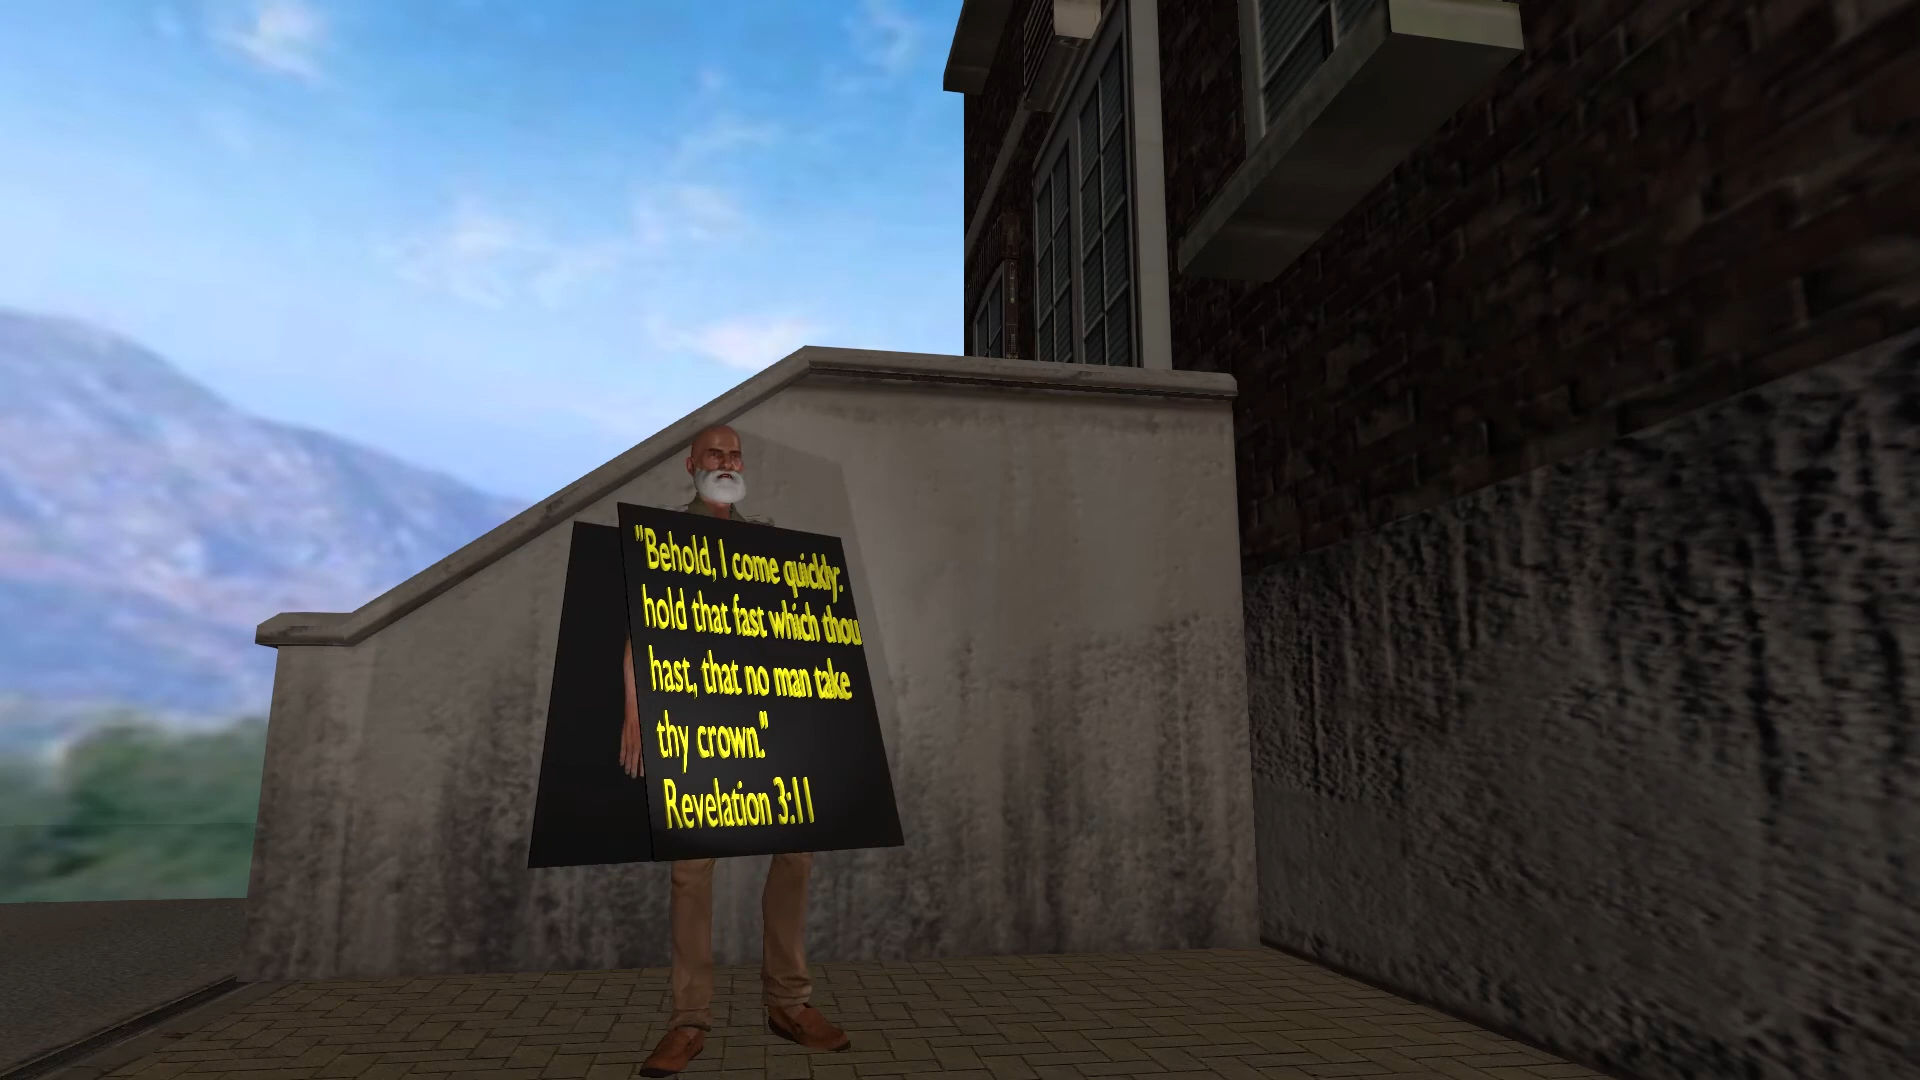 "Behold, I come quickly:
hold that fast which thou
hast, that no man take
thy crown."
Revelation 3:11